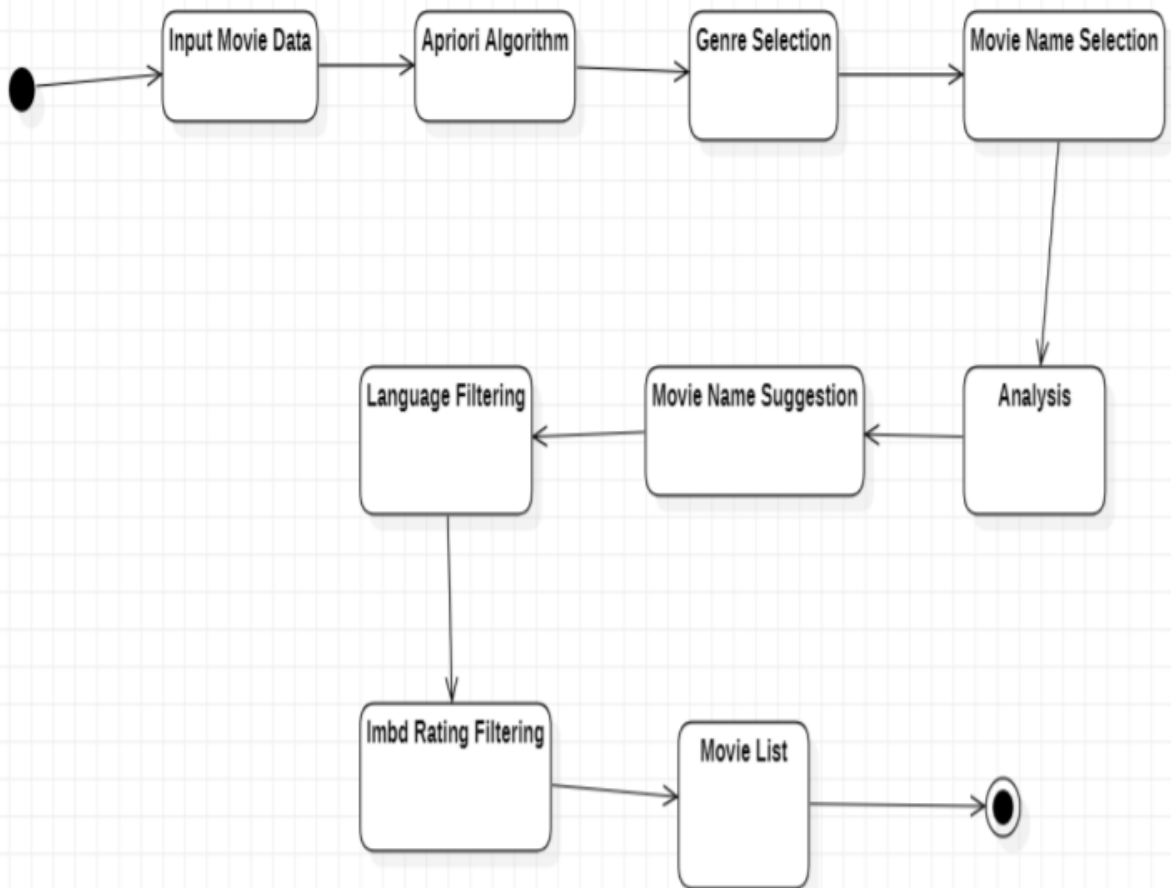 Input Movie Data
Apriori Algorithm
Genre Selection
Movie Name Selection
Language Filtering
Movie Name Suggestion
Analysis
Imbd Rating Filtering
Movie List